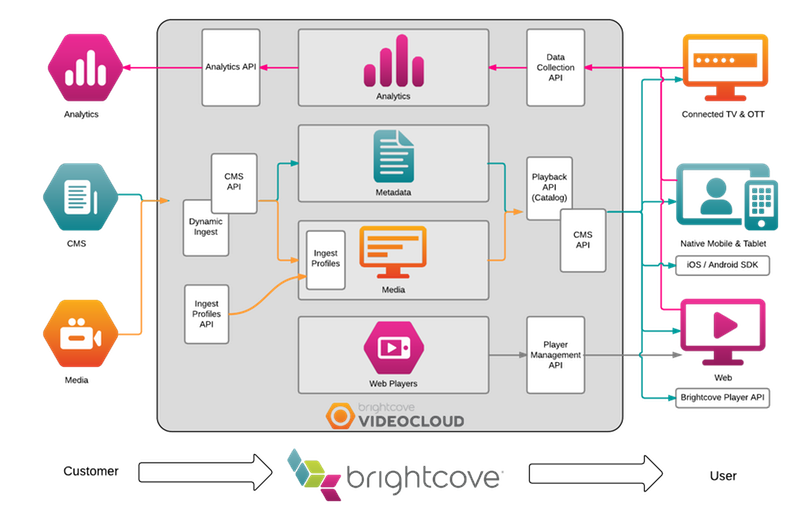 Analytics
Analytics API
Analytics
Data
Collection
API
Connected TV & OTT
CMS
CMS
API
Dynamic
Ingest
Metadata
Playback
API
(Catalog)
CMS
API
Native Mobile & Tablet
iOS / Android SDK
Media
Ingest
Profiles
API
Ingest
Profiles
Media
Web Players
Player
Management
API
Web
Brightcove Player API
brightcove
VIDEOCLOUD
Customer
brightcove
User